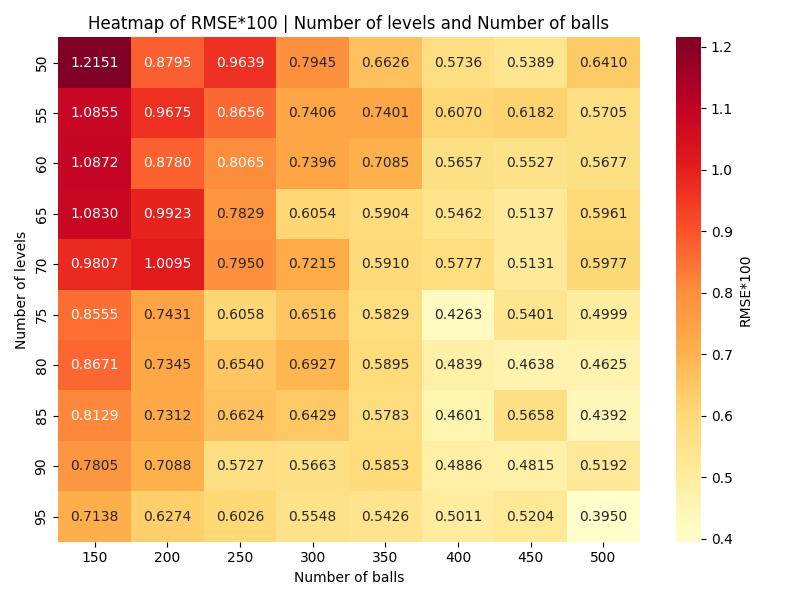 Heatmap of RMSE*100 | Number of levels and Number of balls
50 1.2151 0.8795 0.9639 0.7945 0.6626 0.5736 0.5389 0.6410
55 1.0855 0.9675 0.8656 0.7406 0.7401 0.6070 0.6182 0.5705
60 1.0872 0.8780 0.8065 0.7396 0.7085 0.5657 0.5527 0.5677
65 1.0830 0.9923 0.7829 0.6054 0.5904 0.5462 0.5137 0.5961
70 0.9807 1.0095 0.7950 0.7215 0.5910 0.5777 0.5131 0.5977
75 0.8555 0.7431 0.6058 0.6516 0.5829 0.4263 0.5401 0.4999
80 0.8671 0.7345 0.6540 0.6927 0.5895 0.4839 0.4638 0.4625
85 0.8129 0.7312 0.6624 0.6429 0.5783 0.4601 0.5658 0.4392
90 0.7805 0.7088 0.5727 0.5663 0.5853 0.4886 0.4815 0.5192
95 0.7138 0.6274 0.6026 0.5548 0.5426 0.5011 0.5204 0.3950
150 200 250 300 350 400 450 500
Number of balls
Number of levels
1.2
1.1
1.0
0.9
0.8
0.7
0.6
0.5
0.4
RMSE*100